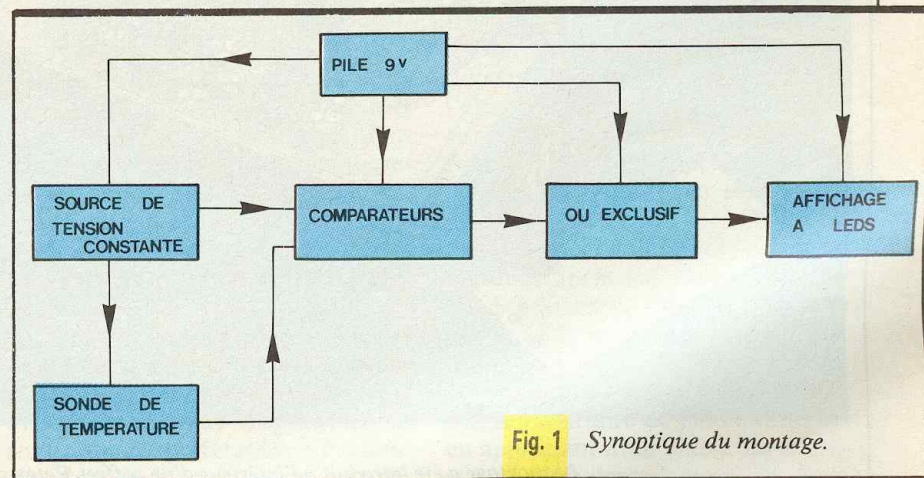 PILE 9V
SOURCE DE
TENSION
CONSTANTE
COMPARATEURS
OU EXCLUSIF
AFFICHAGE
A LEDS
SONDE DE
TEMPERATURE
Fig. 1 Synoptique du montage.